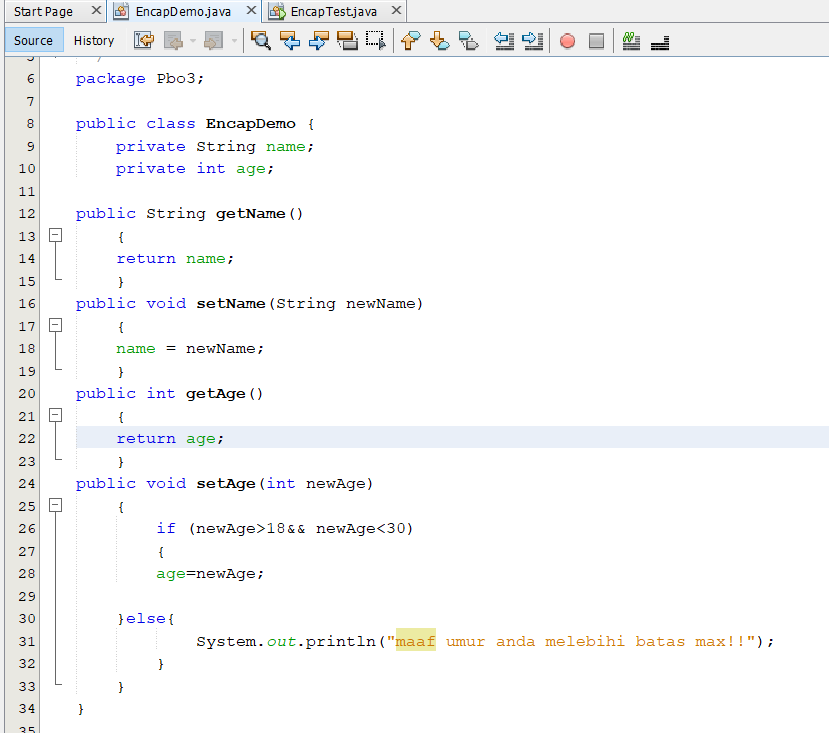 Start Page EncapDemo.java EncapTest.java
Source History
6 package Pbo3;
7
8 public class EncapDemo {
9 private String name;
10 private int age;
11
12 public String getName()
13 {
14 return name;
15 }
16 public void setName(String newName)
17 {
18 name = newName;
19 }
20 public int getAge()
21 {
22 return age;
23 }
24 public void setAge(int newAge)
25 {
26 if (newAge>18&& newAge<30)
27 {
28 age=newAge;
29
30 }else{
31 System.out.println("maaf umur anda melebihi batas max!!");
32 }
33 }
34 }
35